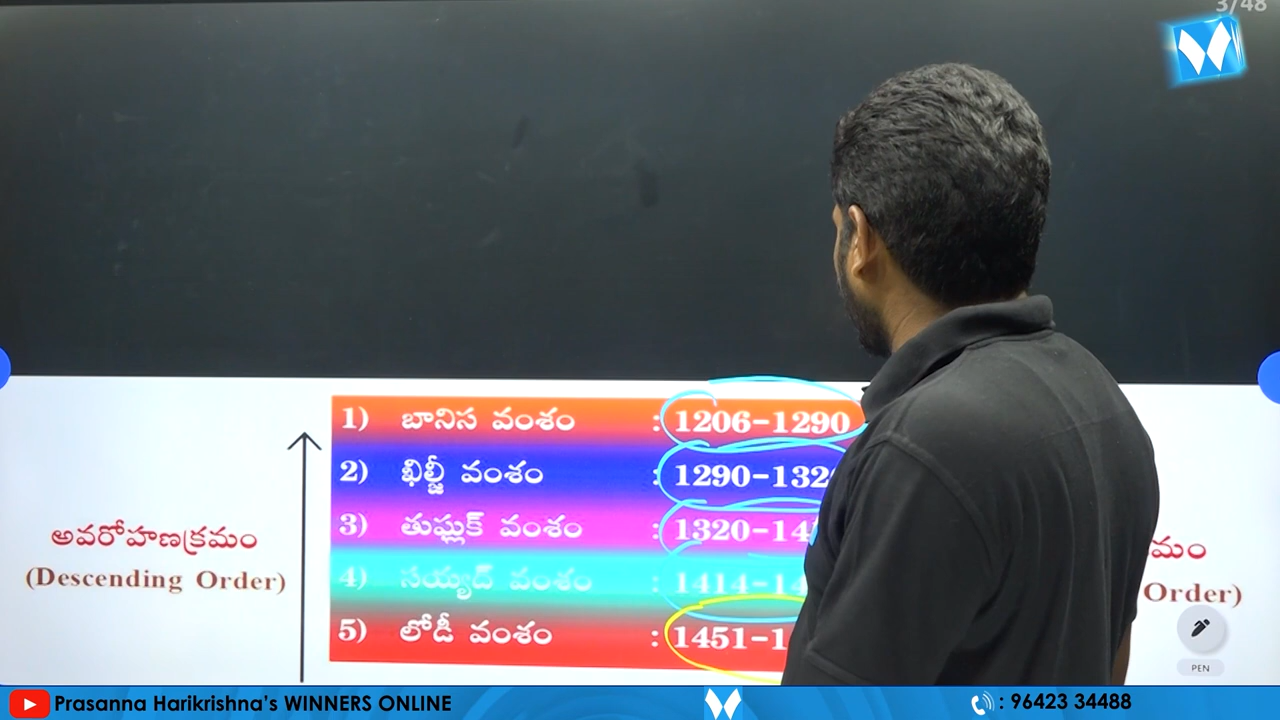 3/48
1) బానిస వంశం : 1206-1290
2) ఖిల్జీ వంశం : 1290-132
3) తుఘ్లక్ వంశం : 1320-14
4) సయ్యద్ వంశం : 1414-14
5) లోడీ వంశం : 1451-1
అవరోహణక్రమం
(Descending Order)
మం
Order)
PEN
Prasanna Harikrishna's WINNERS ONLINE
: 96423 34488